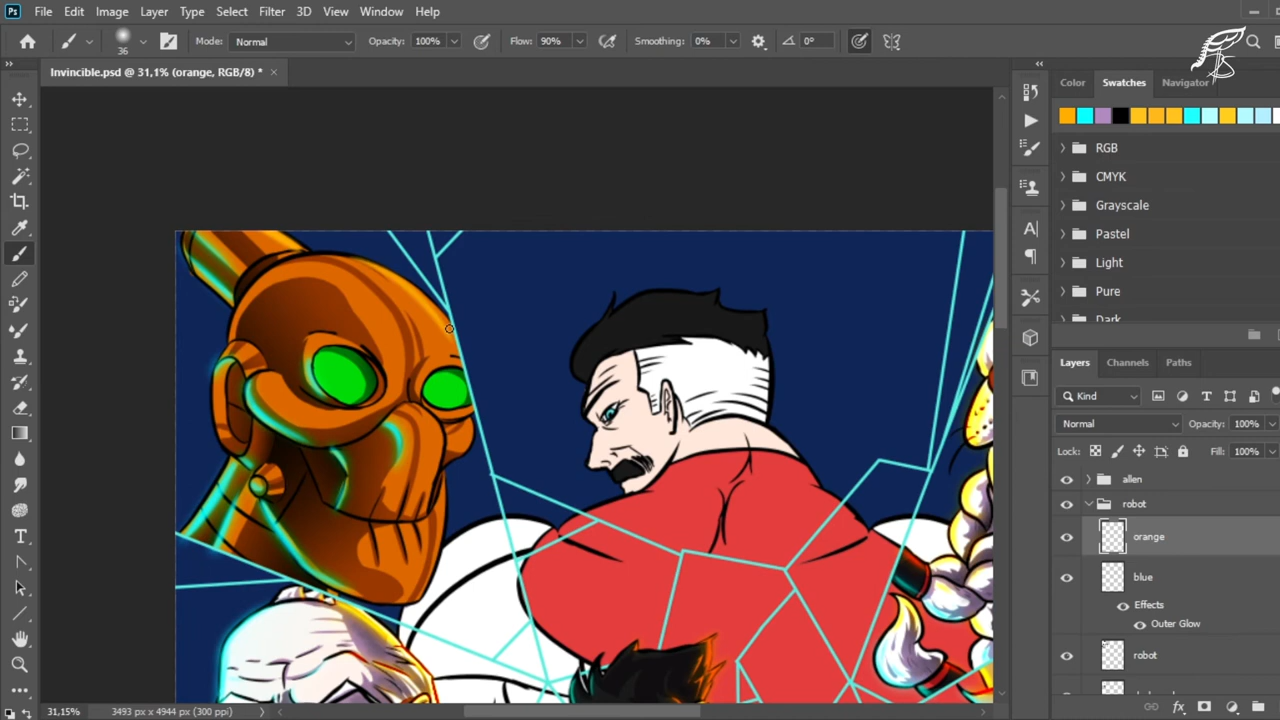 Ps File Edit Image Layer Type Select Filter 3D View Window Help
36 Mode: Normal Opacity: 100% Flow: 90% Smoothing: 0% 0°
Invincible.psd @ 31,1% (orange, RGB/8) * ×
Color Swatches Navigator
RGB
CMYK
Grayscale
Pastel
Light
Pure
Dark
Layers Channels Paths
Kind
Normal Opacity: 100%
Lock: Fill: 100%
allen
robot
orange
blue
Effects
Outer Glow
robot
31,15% 3493 px x 4944 px (300 ppi)